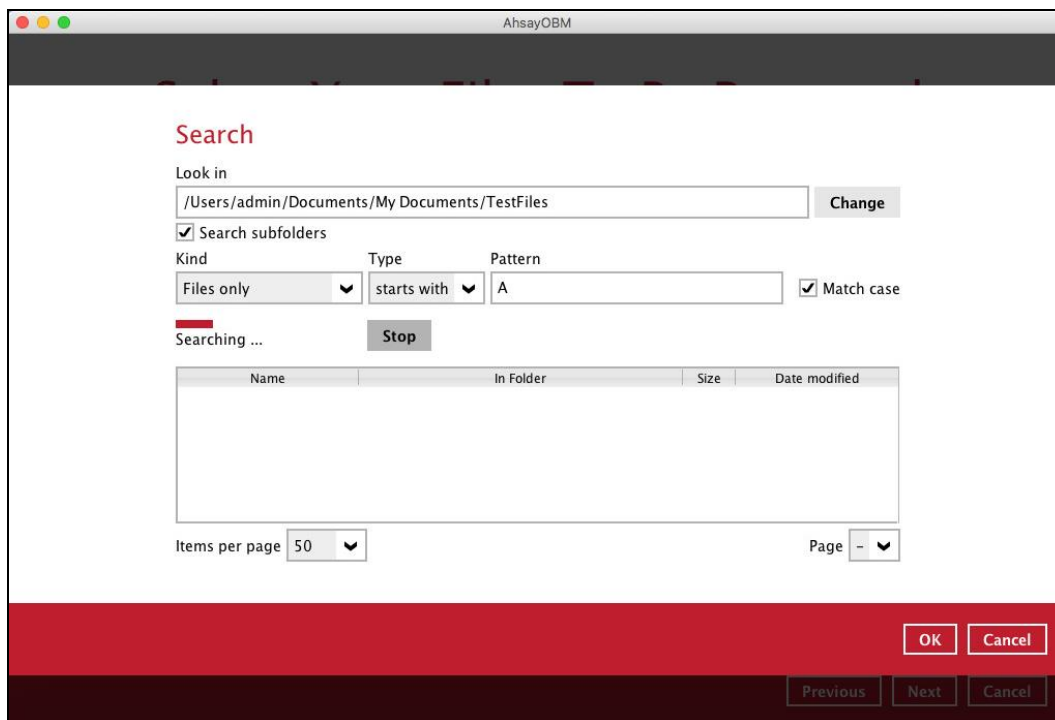 AhsayOBM
Search
Look in
/Users/admin/Documents/My Documents/TestFiles
Change
Search subfolders
Kind Type Pattern
Files only starts with A Match case
Searching ... Stop
Name In Folder Size Date modified
Items per page 50 Page -
OK Cancel
Previous Next Cancel